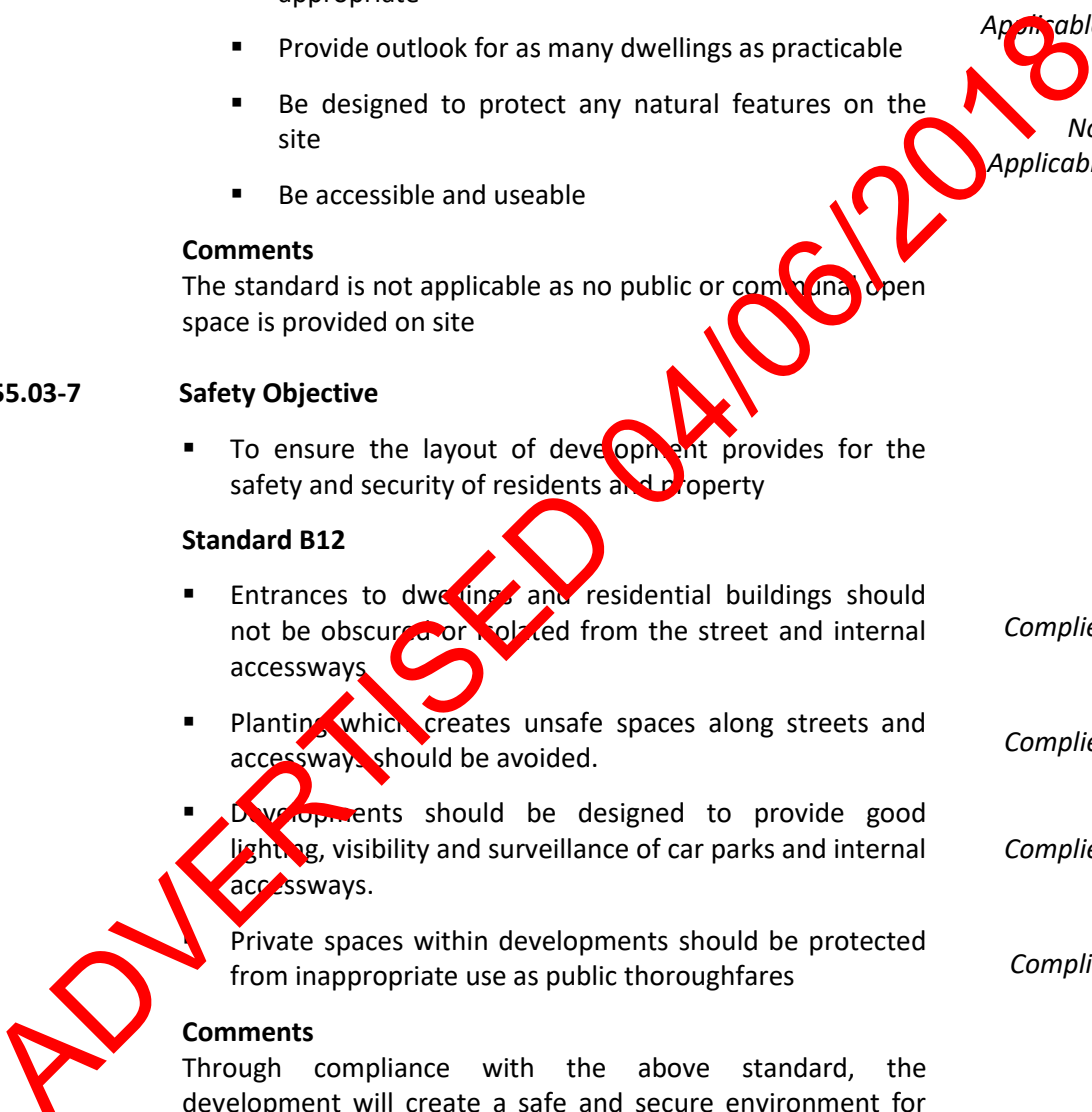 appropriate
▪ Provide outlook for as many dwellings as practicable
Applicable
▪ Be designed to protect any natural features on the
site
Applicabl
▪ Be accessible and useable
Comments
The standard is not applicable as no public or communal open
space is provided on site
55.03-7 Safety Objective
▪ To ensure the layout of development provides for the
safety and security of residents and property
Standard B12
▪ Entrances to dwellings and residential buildings should
not be obscured or isolated from the street and internal Complie
accessways
▪ Planting which creates unsafe spaces along streets and
accessways should be avoided. Complie
▪ Developments should be designed to provide good
lighting, visibility and surveillance of car parks and internal Complie
accessways.
▪ Private spaces within developments should be protected
from inappropriate use as public thoroughfares Compli
Comments
Through compliance with the above standard, the
development will create a safe and secure environment for
ADVERTISED 04/06/2018